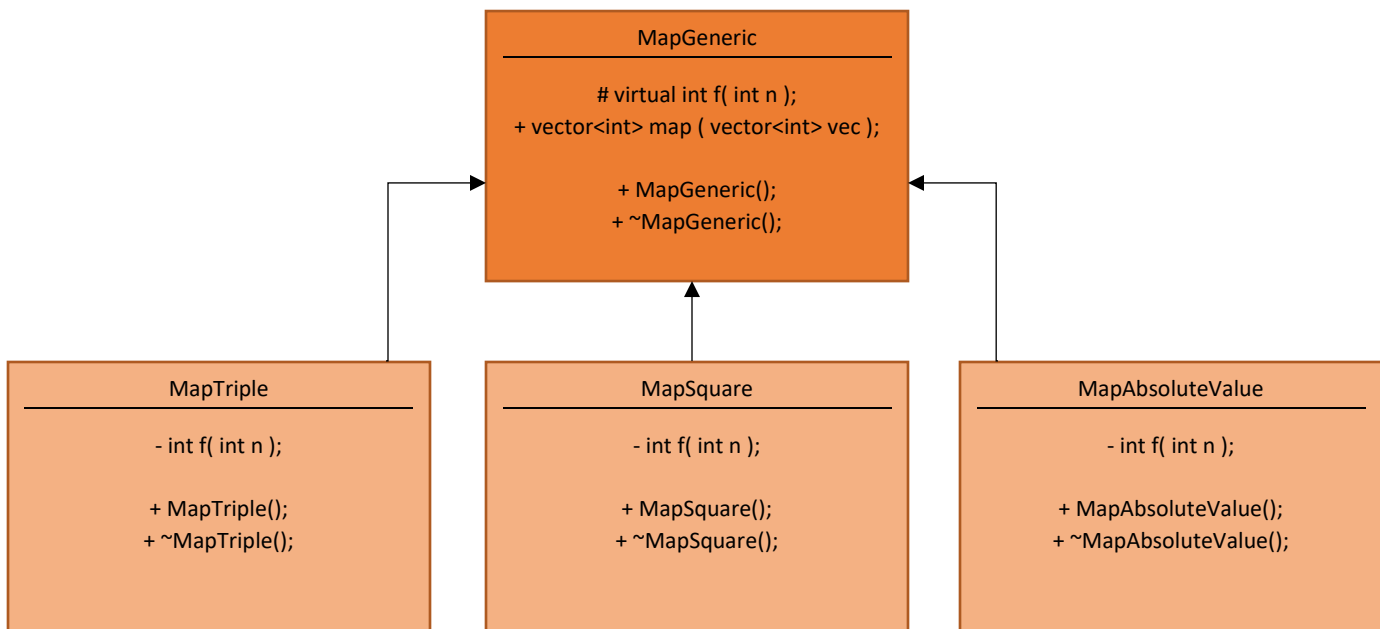 MapGeneric
# virtual int f( int n );
+ vector<int> map ( vector<int> vec );
+ MapGeneric();
+ ~MapGeneric();
MapTriple
- int f( int n );
+ MapTriple();
+ ~MapTriple();
MapSquare
- int f( int n );
+ MapSquare();
+ ~MapSquare();
MapAbsoluteValue
- int f( int n );
+ MapAbsoluteValue();
+ ~MapAbsoluteValue();